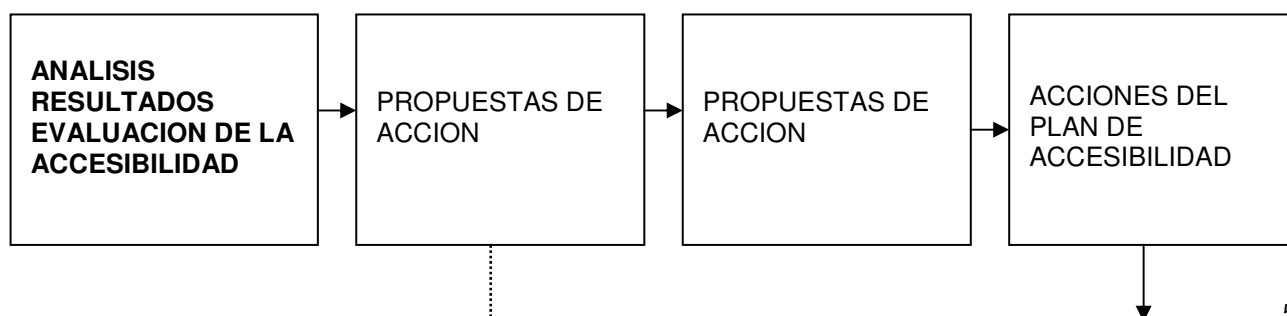 ANALISIS
RESULTADOS
EVALUACION DE LA
ACCESIBILIDAD
PROPUESTAS DE
ACCION
PROPUESTAS DE
ACCION
ACCIONES DEL
PLAN DE
ACCESIBILIDAD